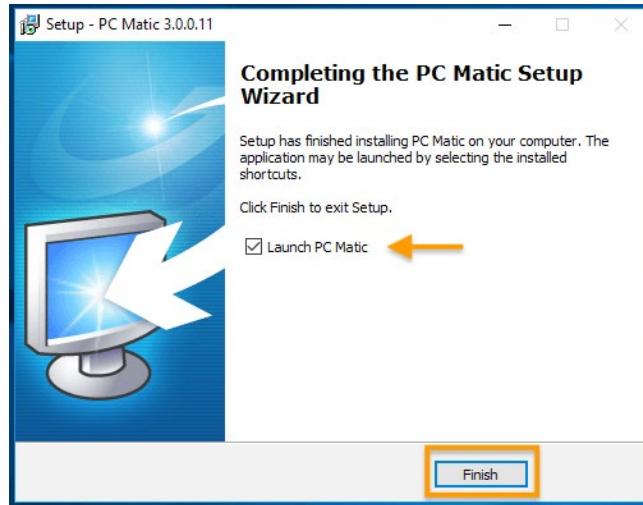 Setup - PC Matic 3.0.0.11
Completing the PC Matic Setup
Wizard
Setup has finished installing PC Matic on your computer. The
application may be launched by selecting the installed
shortcuts.
Click Finish to exit Setup.
Launch PC Matic
Finish